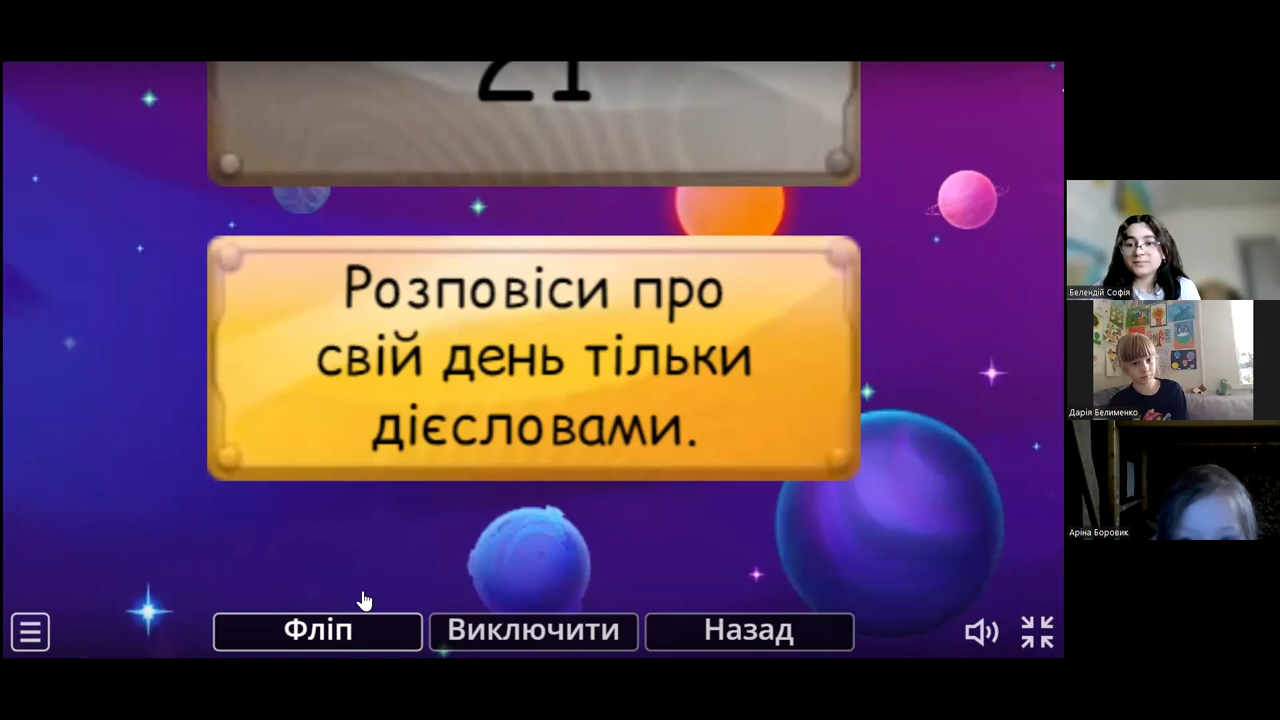 21
Розповіси про
свій день тільки
дієсловами.
Фліп
Виключити
Назад
Белендій Софія
Дарія Белименко
Аріна Боровик